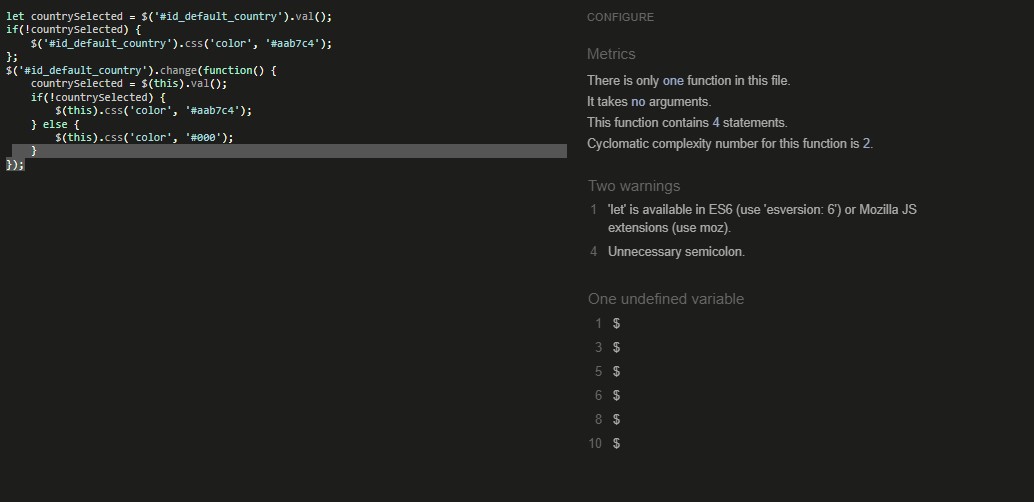 let countrySelected = $('#id_default_country').val();
if(!countrySelected) {
    $('#id_default_country').css('color', '#aab7c4');
};
$('#id_default_country').change(function() {
    countrySelected = $(this).val();
    if(!countrySelected) {
        $(this).css('color', '#aab7c4');
    } else {
        $(this).css('color', '#000');
    }
});
CONFIGURE
Metrics
There is only one function in this file.
It takes no arguments.
This function contains 4 statements.
Cyclomatic complexity number for this function is 2.
Two warnings
1 'let' is available in ES6 (use 'esversion: 6') or Mozilla JS
extensions (use moz).
4 Unnecessary semicolon.
One undefined variable
1 $
3 $
5 $
6 $
8 $
10 $